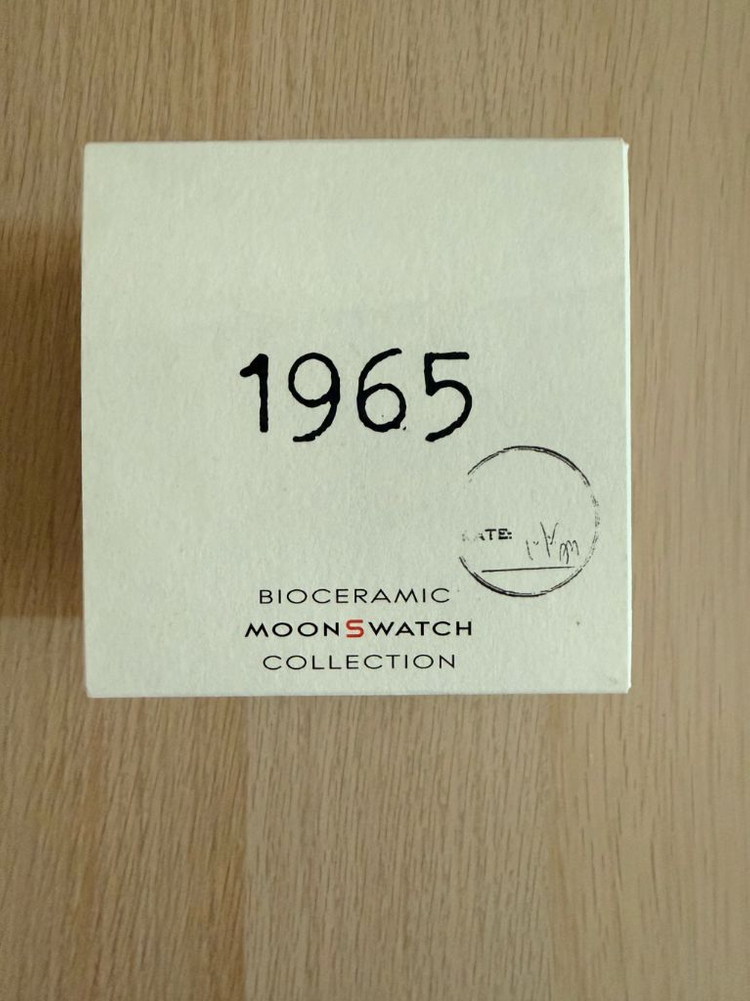 1965
ATE:
BIOCERAMIC
MOONSWATCH
COLLECTION